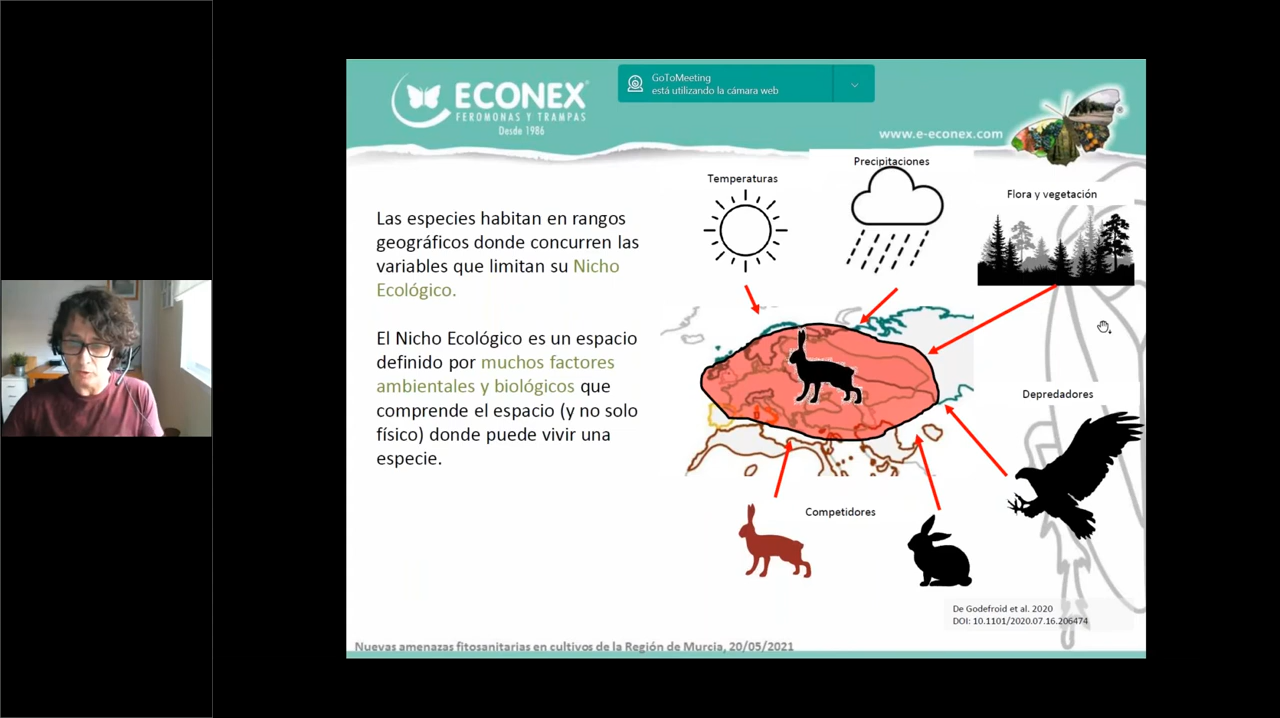 GoToMeeting
está utilizando la cámara web
ECONEX
FEROMONAS Y TRAMPAS
Desde 1986
www.e-econex.com
Temperaturas
Precipitaciones
Flora y vegetación
Las especies habitan en rangos
geográficos donde concurren las
variables que limitan su Nicho
Ecológico.
El Nicho Ecológico es un espacio
definido por muchos factores
ambientales y biológicos que
comprende el espacio (y no solo
físico) donde puede vivir una
especie.
Depredadores
Competidores
De Godefroid et al. 2020
DOI: 10.1101/2020.07.16.206474
Nuevas amenazas fitosanitarias en cultivos de la Región de Murcia, 20/05/2021